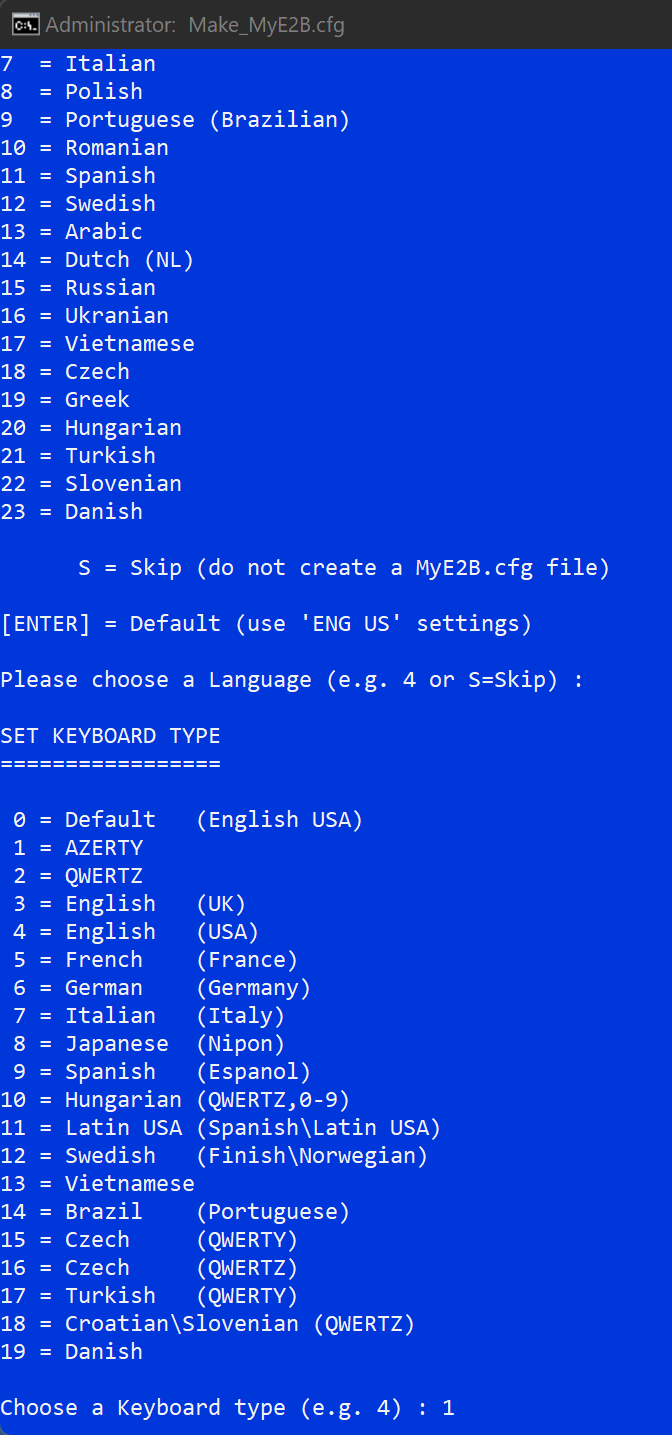 Administrator: Make_MyE2B.cfg
7  = Italian
8  = Polish
9  = Portuguese (Brazilian)
10 = Romanian
11 = Spanish
12 = Swedish
13 = Arabic
14 = Dutch (NL)
15 = Russian
16 = Ukranian
17 = Vietnamese
18 = Czech
19 = Greek
20 = Hungarian
21 = Turkish
22 = Slovenian
23 = Danish
S = Skip (do not create a MyE2B.cfg file)
[ENTER] = Default (use 'ENG US' settings)
Please choose a Language (e.g. 4 or S=Skip) :
SET KEYBOARD TYPE
=================
0 = Default   (English USA)
1 = AZERTY
2 = QWERTZ
3 = English   (UK)
4 = English   (USA)
5 = French    (France)
6 = German    (Germany)
7 = Italian   (Italy)
8 = Japanese  (Nipon)
9 = Spanish   (Espanol)
10 = Hungarian (QWERTZ,0-9)
11 = Latin USA (Spanish\Latin USA)
12 = Swedish   (Finish\Norwegian)
13 = Vietnamese
14 = Brazil    (Portuguese)
15 = Czech     (QWERTY)
16 = Czech     (QWERTZ)
17 = Turkish   (QWERTY)
18 = Croatian\Slovenian (QWERTZ)
19 = Danish
Choose a Keyboard type (e.g. 4) : 1